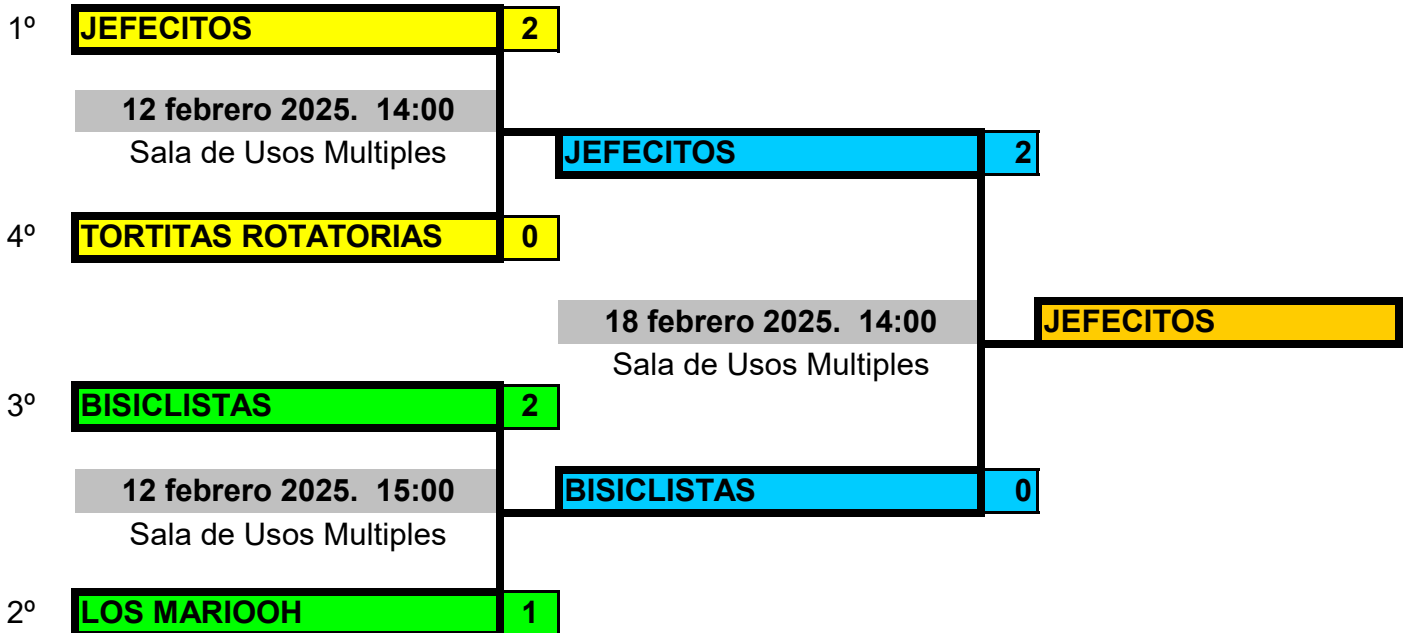 1º JEFECITOS 2
12 febrero 2025. 14:00
Sala de Usos Multiples
JEFECITOS 2
4º TORTITAS ROTATORIAS 0
18 febrero 2025. 14:00
JEFECITOS
Sala de Usos Multiples
3º BISICLISTAS 2
12 febrero 2025. 15:00
BISICLISTAS 0
Sala de Usos Multiples
2º LOS MARIOOH 1